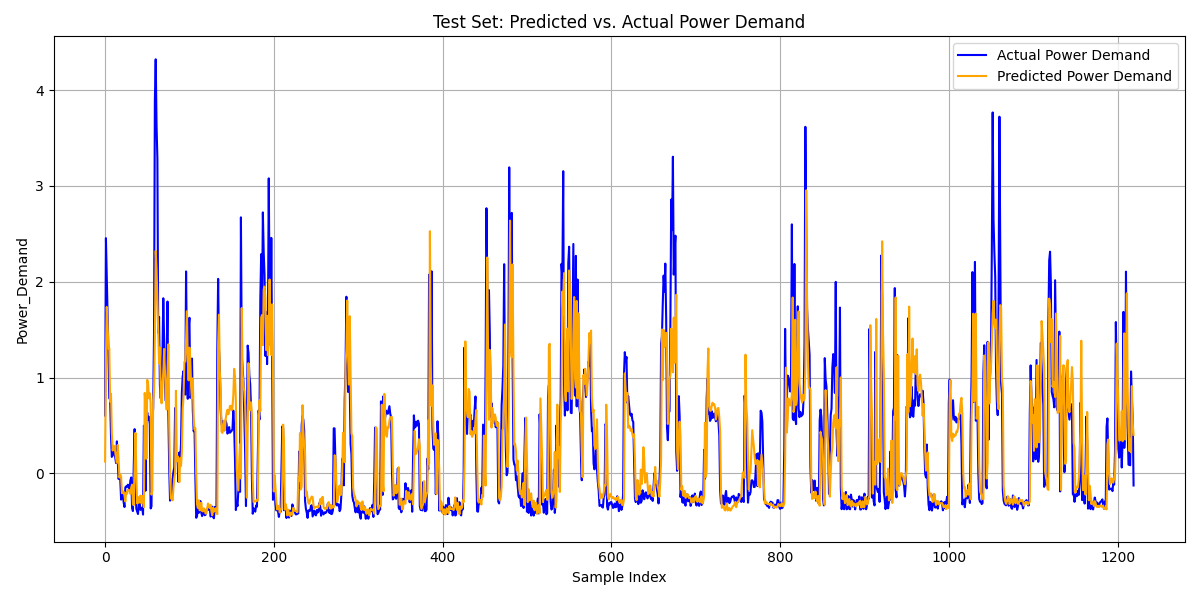 Test Set: Predicted vs. Actual Power Demand
Actual Power Demand
Predicted Power Demand
4
3
2
1
0
Power_Demand
0 200 400 600 800 1000 1200
Sample Index